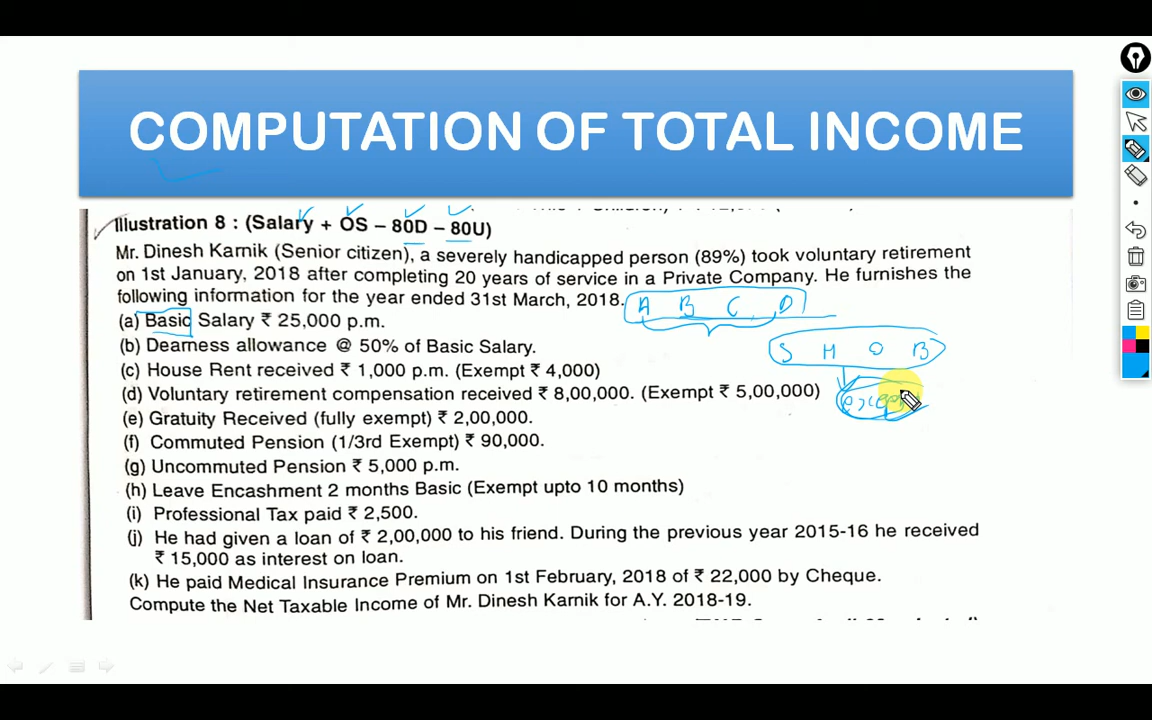 COMPUTATION OF TOTAL INCOME
Illustration 8 : (Salary + OS – 80D – 80U)
Mr. Dinesh Karnik (Senior citizen), a severely handicapped person (89%) took voluntary retirement
on 1st January, 2018 after completing 20 years of service in a Private Company. He furnishes the
following information for the year ended 31st March, 2018. A B C D
(a) Basic Salary ₹ 25,000 p.m.
(b) Dearness allowance @ 50% of Basic Salary.
S H O B
(c) House Rent received ₹ 1,000 p.m. (Exempt ₹ 4,000)
(d) Voluntary retirement compensation received ₹ 8,00,000. (Exempt ₹ 5,00,000)
(e) Gratuity Received (fully exempt) ₹ 2,00,000.
(f) Commuted Pension (1/3rd Exempt) ₹ 90,000.
(g) Uncommuted Pension ₹ 5,000 p.m.
(h) Leave Encashment 2 months Basic (Exempt upto 10 months)
(i) Professional Tax paid ₹ 2,500.
(j) He had given a loan of ₹ 2,00,000 to his friend. During the previous year 2015-16 he received
₹ 15,000 as interest on loan.
(k) He paid Medical Insurance Premium on 1st February, 2018 of ₹ 22,000 by Cheque.
Compute the Net Taxable Income of Mr. Dinesh Karnik for A.Y. 2018-19.